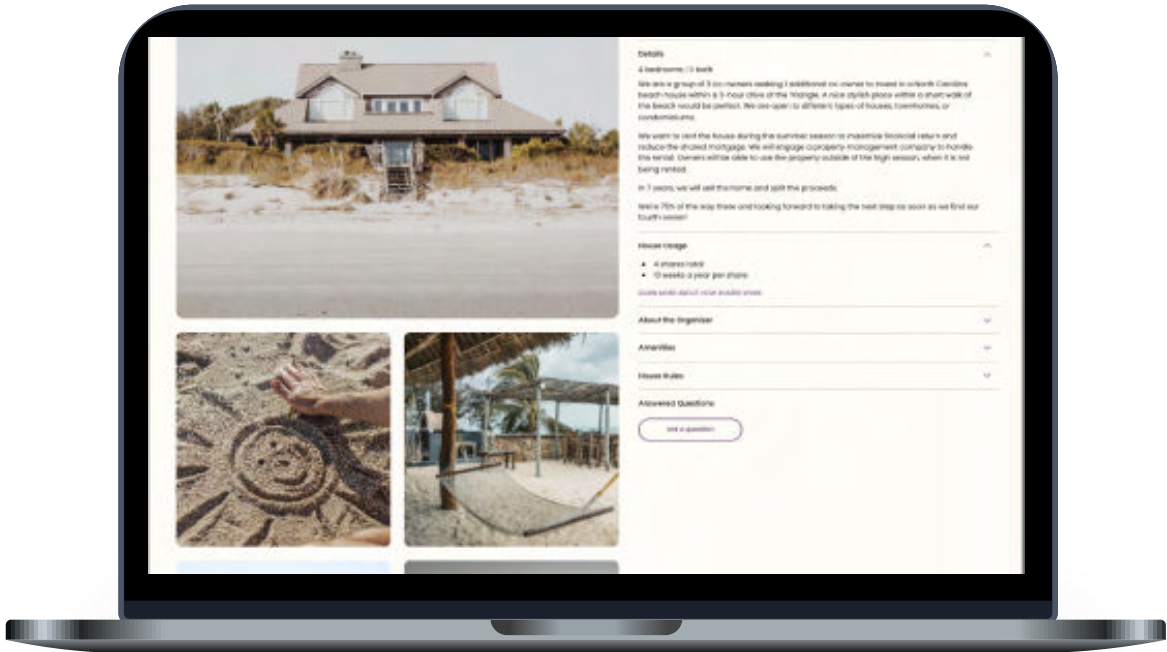 Details
4 bedrooms / 3 bath
We are a group of 3 co-owners seeking 1 additional co-owner to invest in a North Carolina
beach house within a 3-hour drive of the Triangle. A nice stylish place within a short walk of
the beach would be perfect. We are open to different types of houses, townhomes, or
condominiums.
We want to rent the house during the summer season to maximize financial return and
reduce the shared mortgage. We will engage a property management company to handle
the rental. Owners will be able to use the property outside of the high season, when it is not
being rented.
In 7 years, we will sell the home and split the proceeds.
We're 75% of the way there and looking forward to taking the next step as soon as we find our
fourth owner!
House Usage
• 4 shares total
• 13 weeks a year per share
Learn more about how shares work
About the Organizer
Amenities
House Rules
Answered Questions
Ask a question